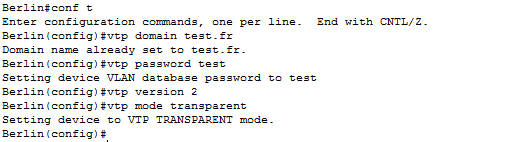 Berlin#conf t
Enter configuration commands, one per line.  End with CNTL/Z.
Berlin(config)#vtp domain test.fr
Domain name already set to test.fr.
Berlin(config)#vtp password test
Setting device VLAN database password to test
Berlin(config)#vtp version 2
Berlin(config)#vtp mode transparent
Setting device to VTP TRANSPARENT mode.
Berlin(config)#